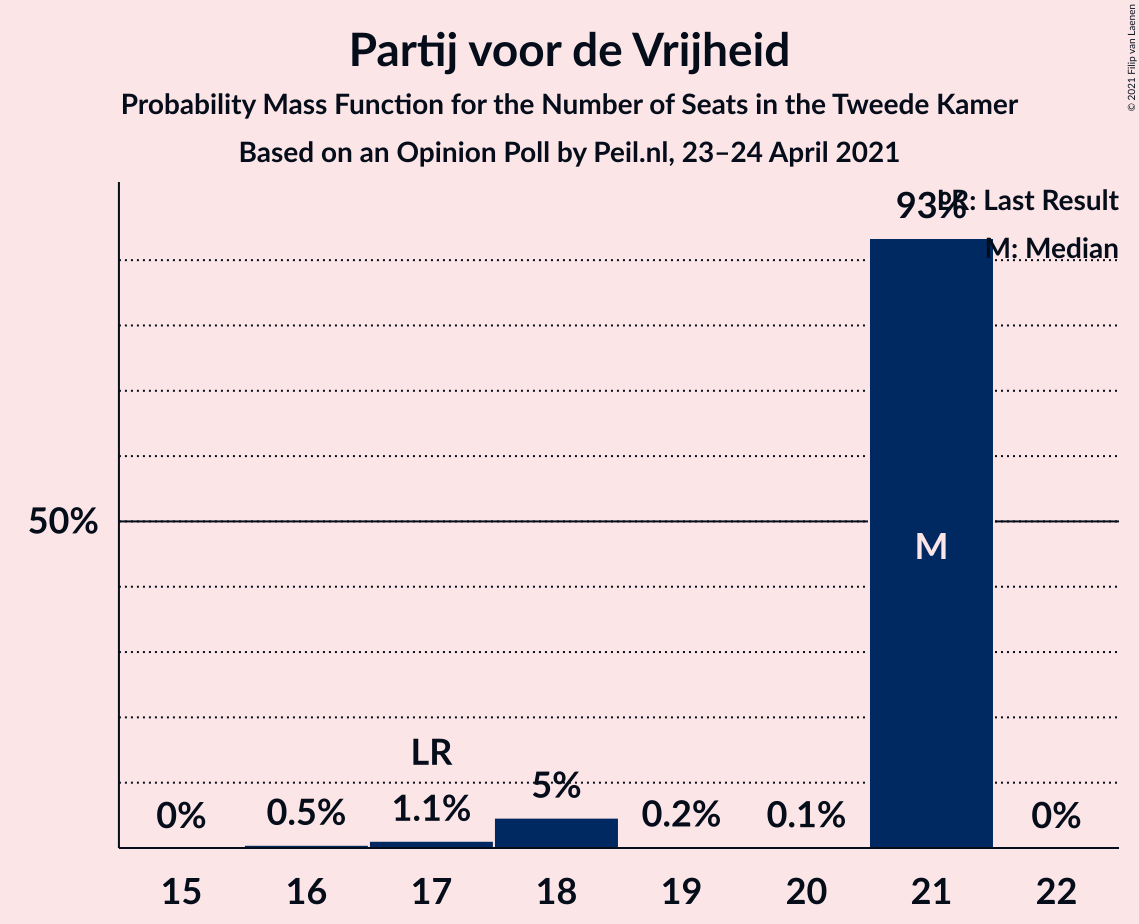 Partij voor de Vrijheid
Probability Mass Function for the Number of Seats in the Tweede Kamer
Based on an Opinion Poll by Peil.nl, 23–24 April 2021
© 2021 Filip van Laenen
LR: Last Result
M: Median
93%
50%
M
LR
0%
0.5%
1.1%
5%
0.2%
0.1%
0%
15 16 17 18 19 20 21 22